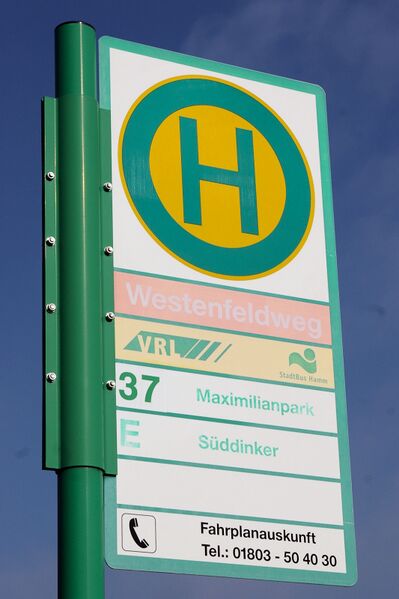 H
Westenfeldweg
VRL
StadtBus Hamm
37 Maximilianpark
E Süddinker
Fahrplanauskunft
Tel.: 01803 - 50 40 30